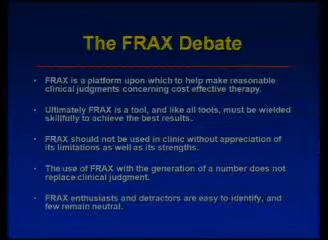 The FRAX Debate
• FRAX is a platform upon which to help make reasonable
clinical judgments concerning cost effective therapy.
• Ultimately FRAX is a tool, and like all tools, must be wielded
skillfully to achieve the best results.
• FRAX should not be used in clinic without appreciation of
its limitations as well as its strengths.
• The use of FRAX with the generation of a number does not
replace clinical judgment.
• FRAX enthusiasts and detractors are easy to identify, and
few remain neutral.